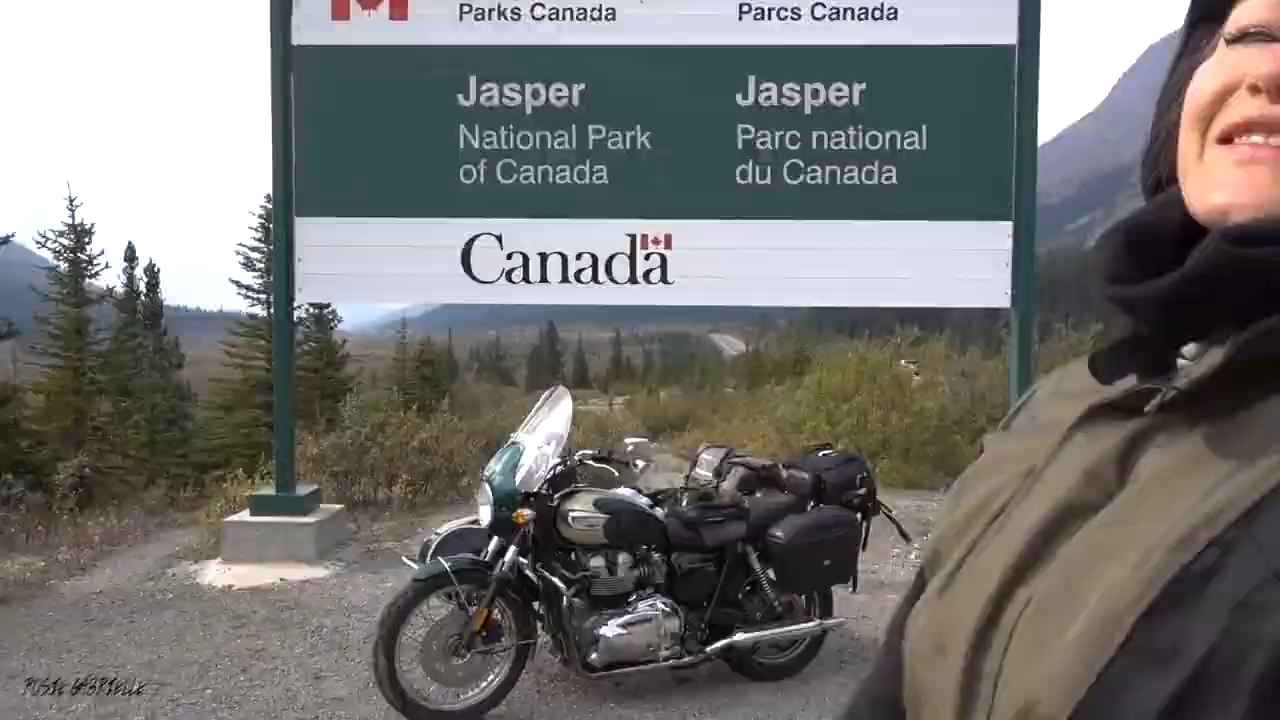 Parks Canada
Parcs Canada
Jasper
National Park
of Canada
Jasper
Parc national
du Canada
Canada